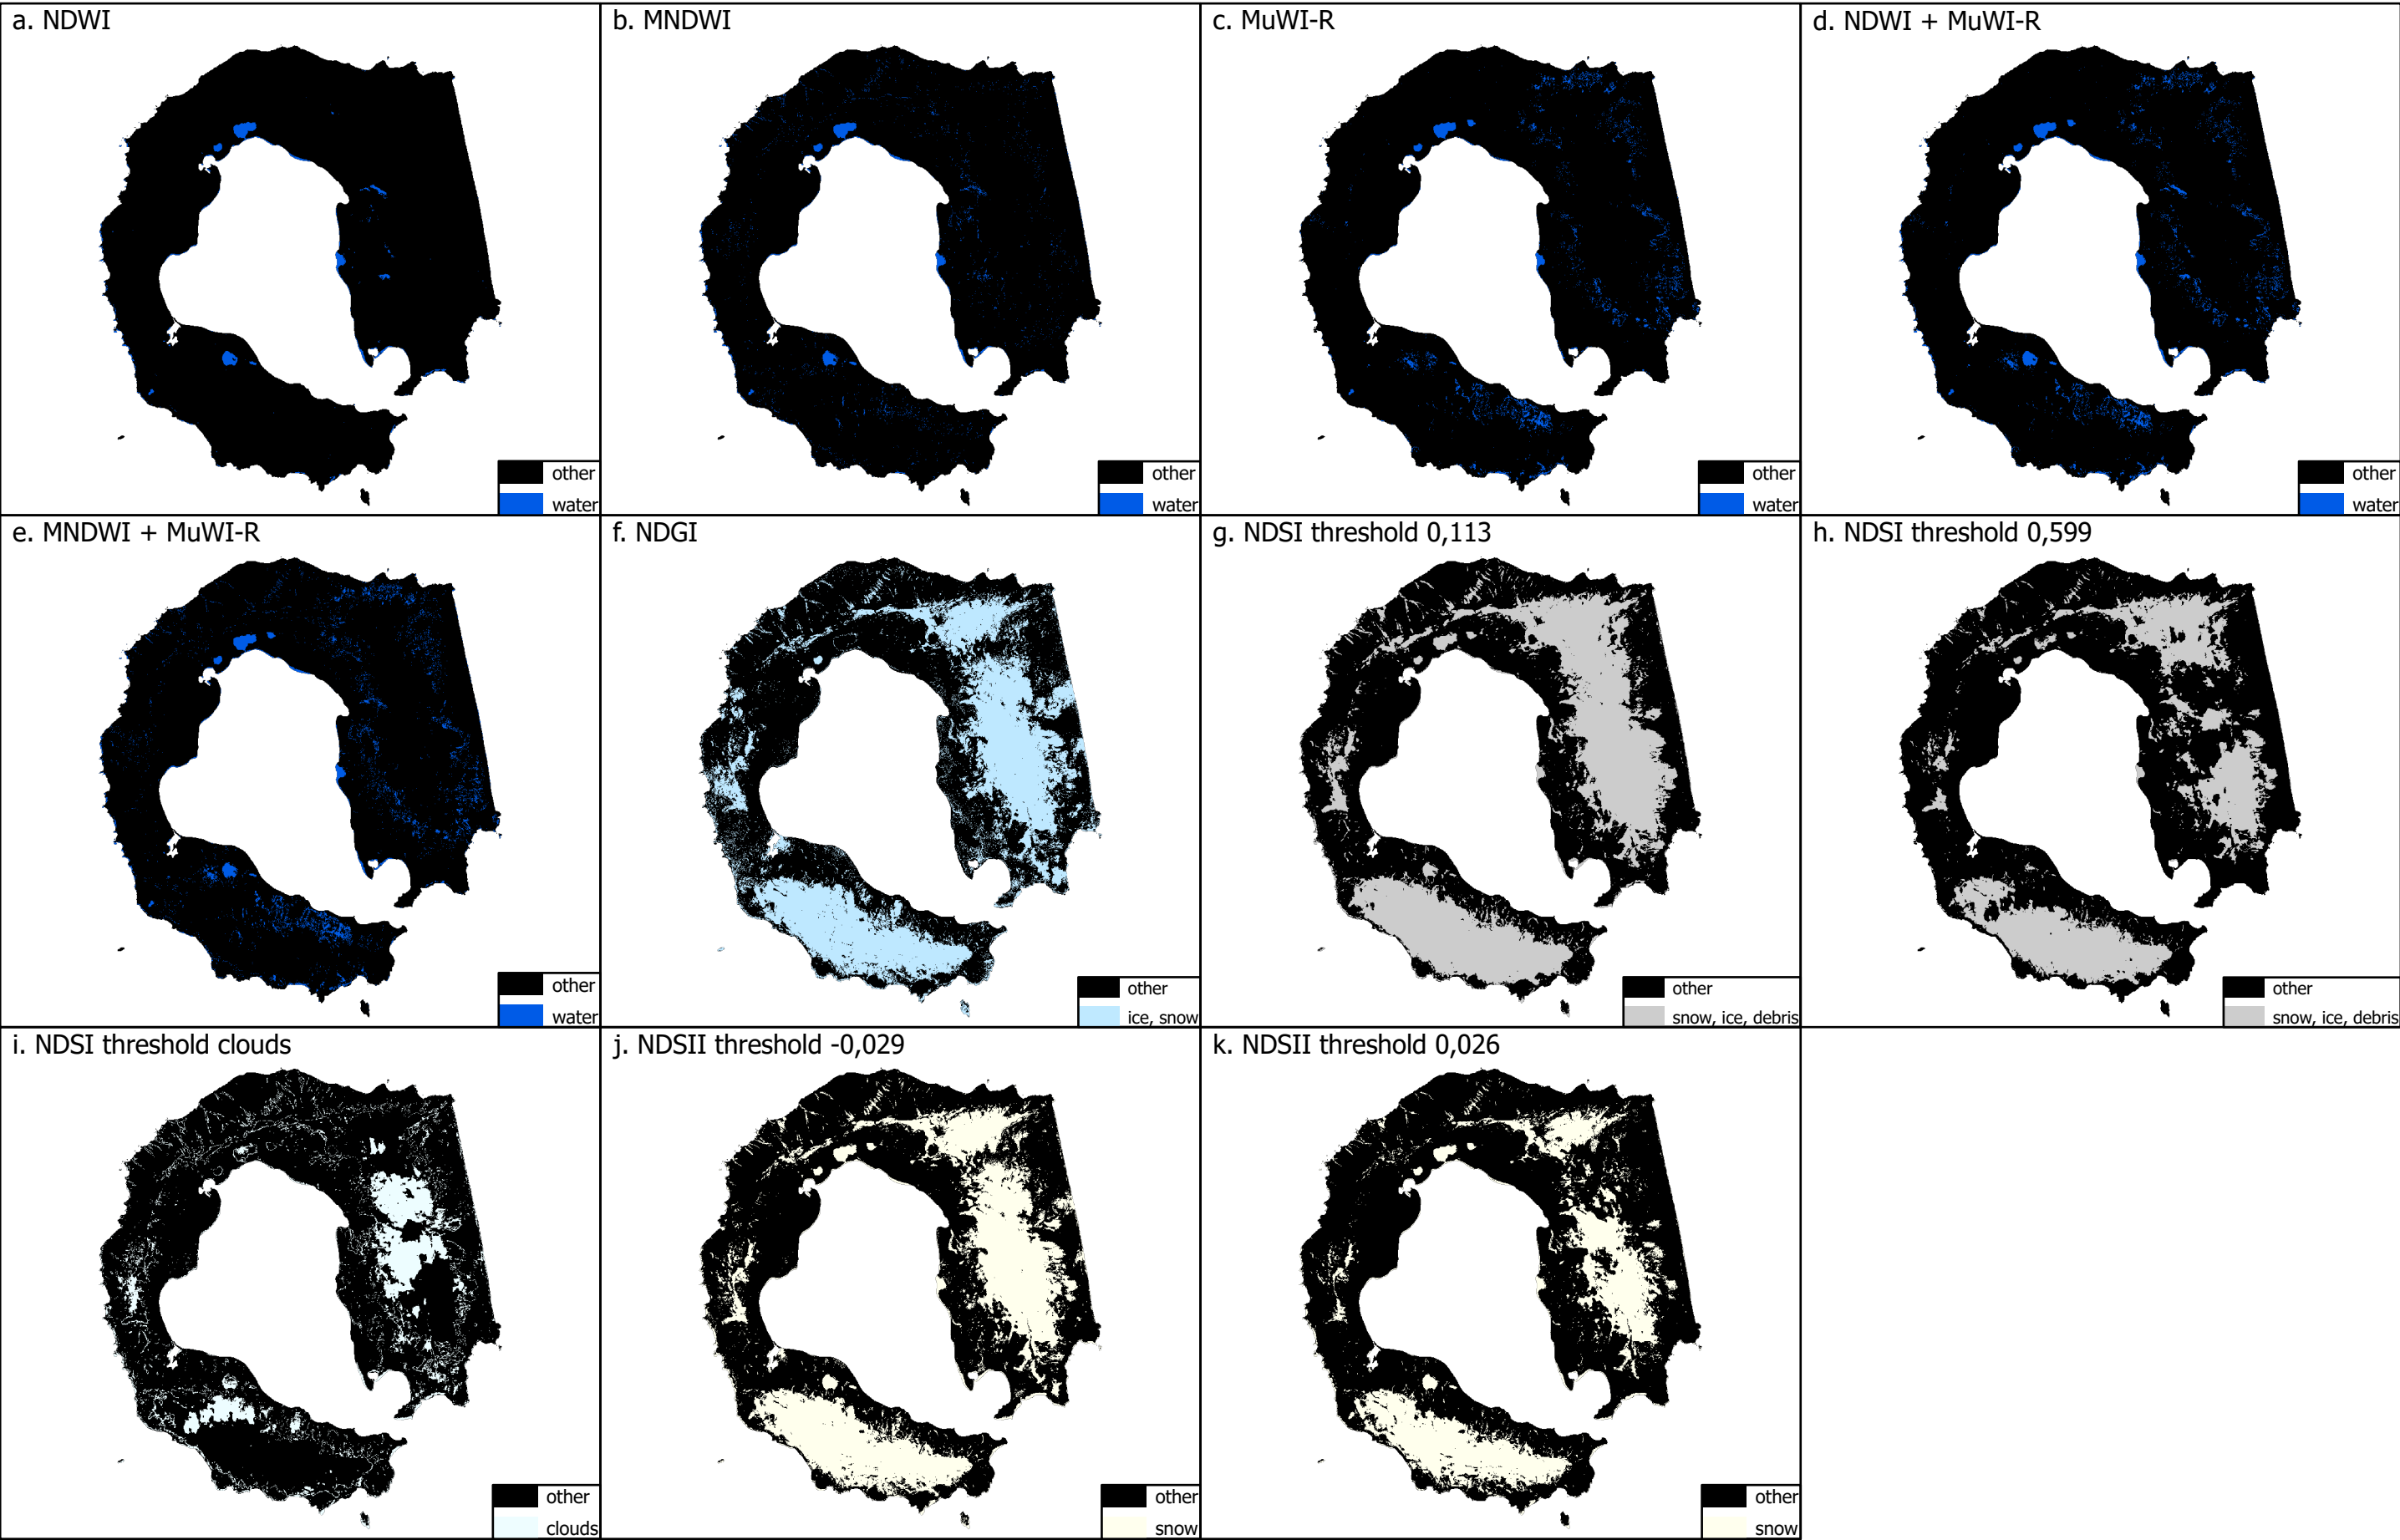 a. NDWI
other
water
b. MNDWI
other
water
c. MuWI-R
other
water
d. NDWI + MuWI-R
other
water
e. MNDWI + MuWI-R
other
water
f. NDGI
other
ice, snow
g. NDSI threshold 0,113
other
snow, ice, debris
h. NDSI threshold 0,599
other
snow, ice, debris
i. NDSI threshold clouds
other
clouds
j. NDSII threshold -0,029
other
snow
k. NDSII threshold 0,026
other
snow